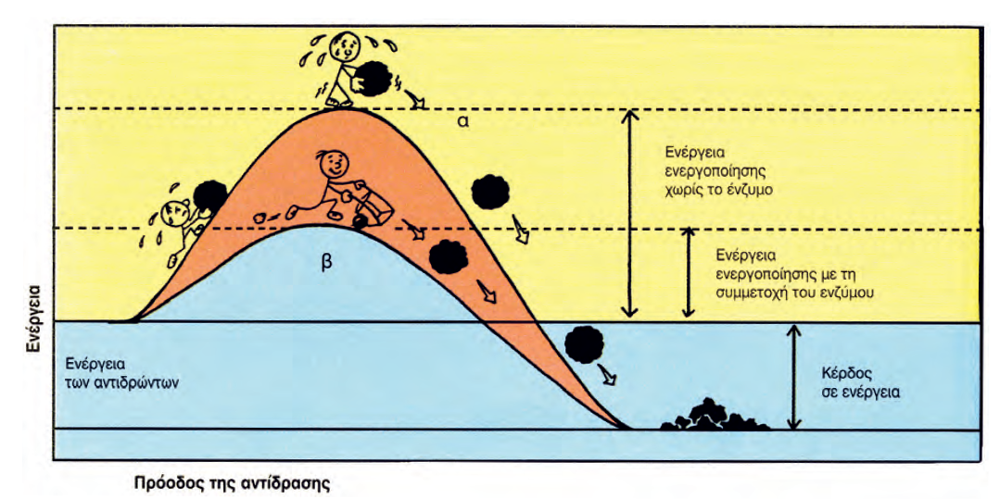 α
Ενέργεια
ενεργοποίησης
χωρίς το ένζυμο
β
Ενέργεια
ενεργοποίησης με τη
συμμετοχή του ενζύμου
Ενέργεια
Ενέργεια
των αντιδρώντων
Κέρδος
σε ενέργεια
Πρόοδος της αντίδρασης